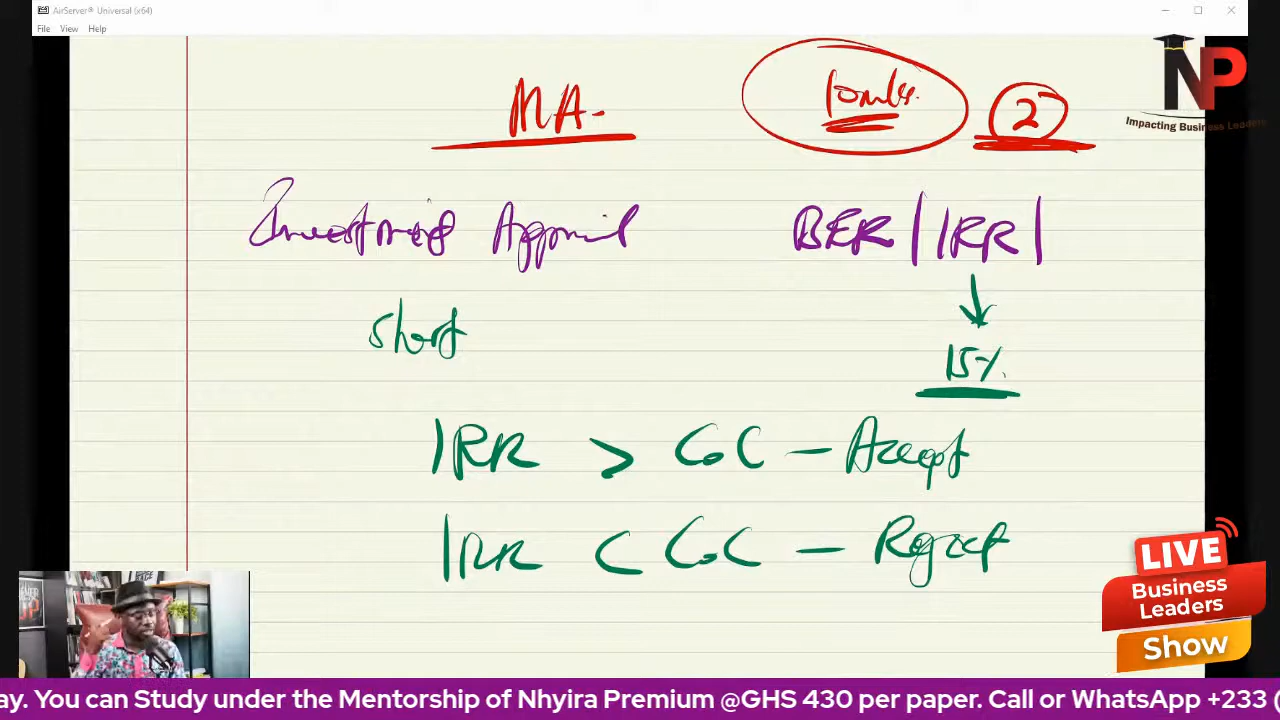 AirServer® Universal (x64)
File View Help
MA.
10mks.
2
NP
Impacting Business Leaders
Investment Appraisal BER | IRR |
Short
15%
IRR > CoC - Accept
IRR < CoC - Reject
LIVE
Business
Leaders
Show
ay. You can Study under the Mentorship of Nhyira Premium @GHS 430 per paper. Call or WhatsApp +233 (